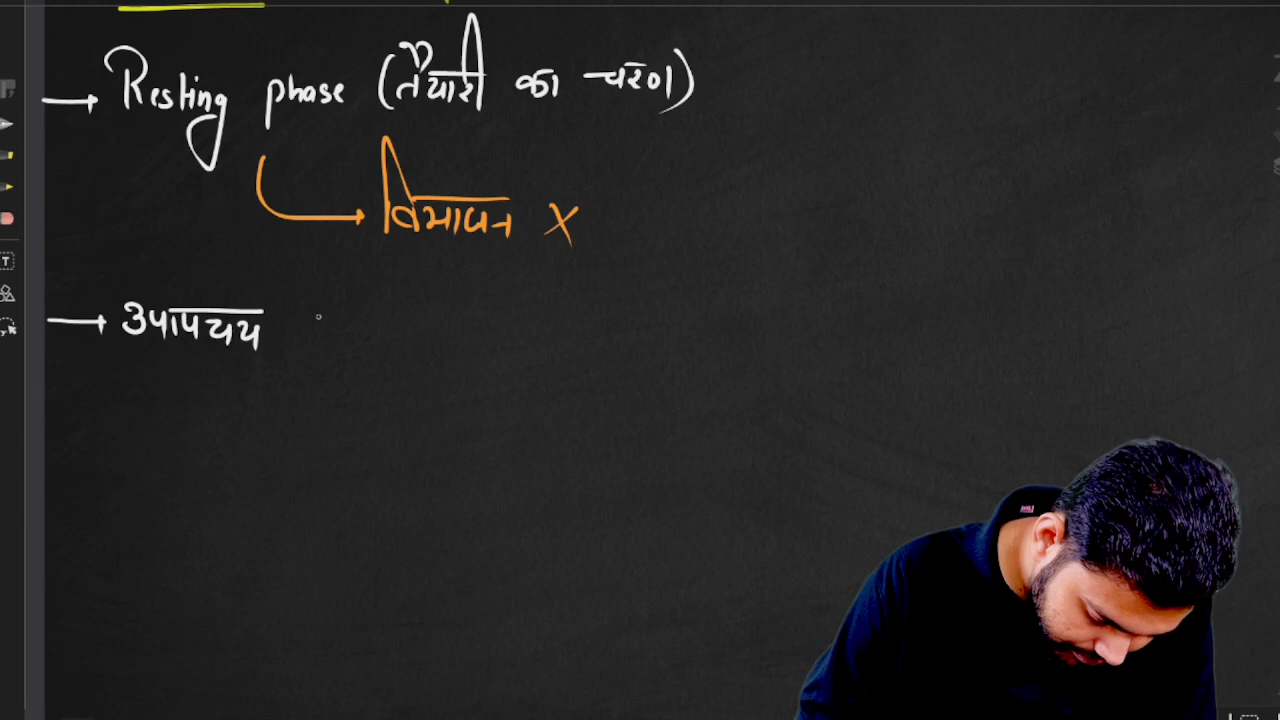 → Resting phase (तैयारी का चरण)
विभाजन ×
→ उपापचय